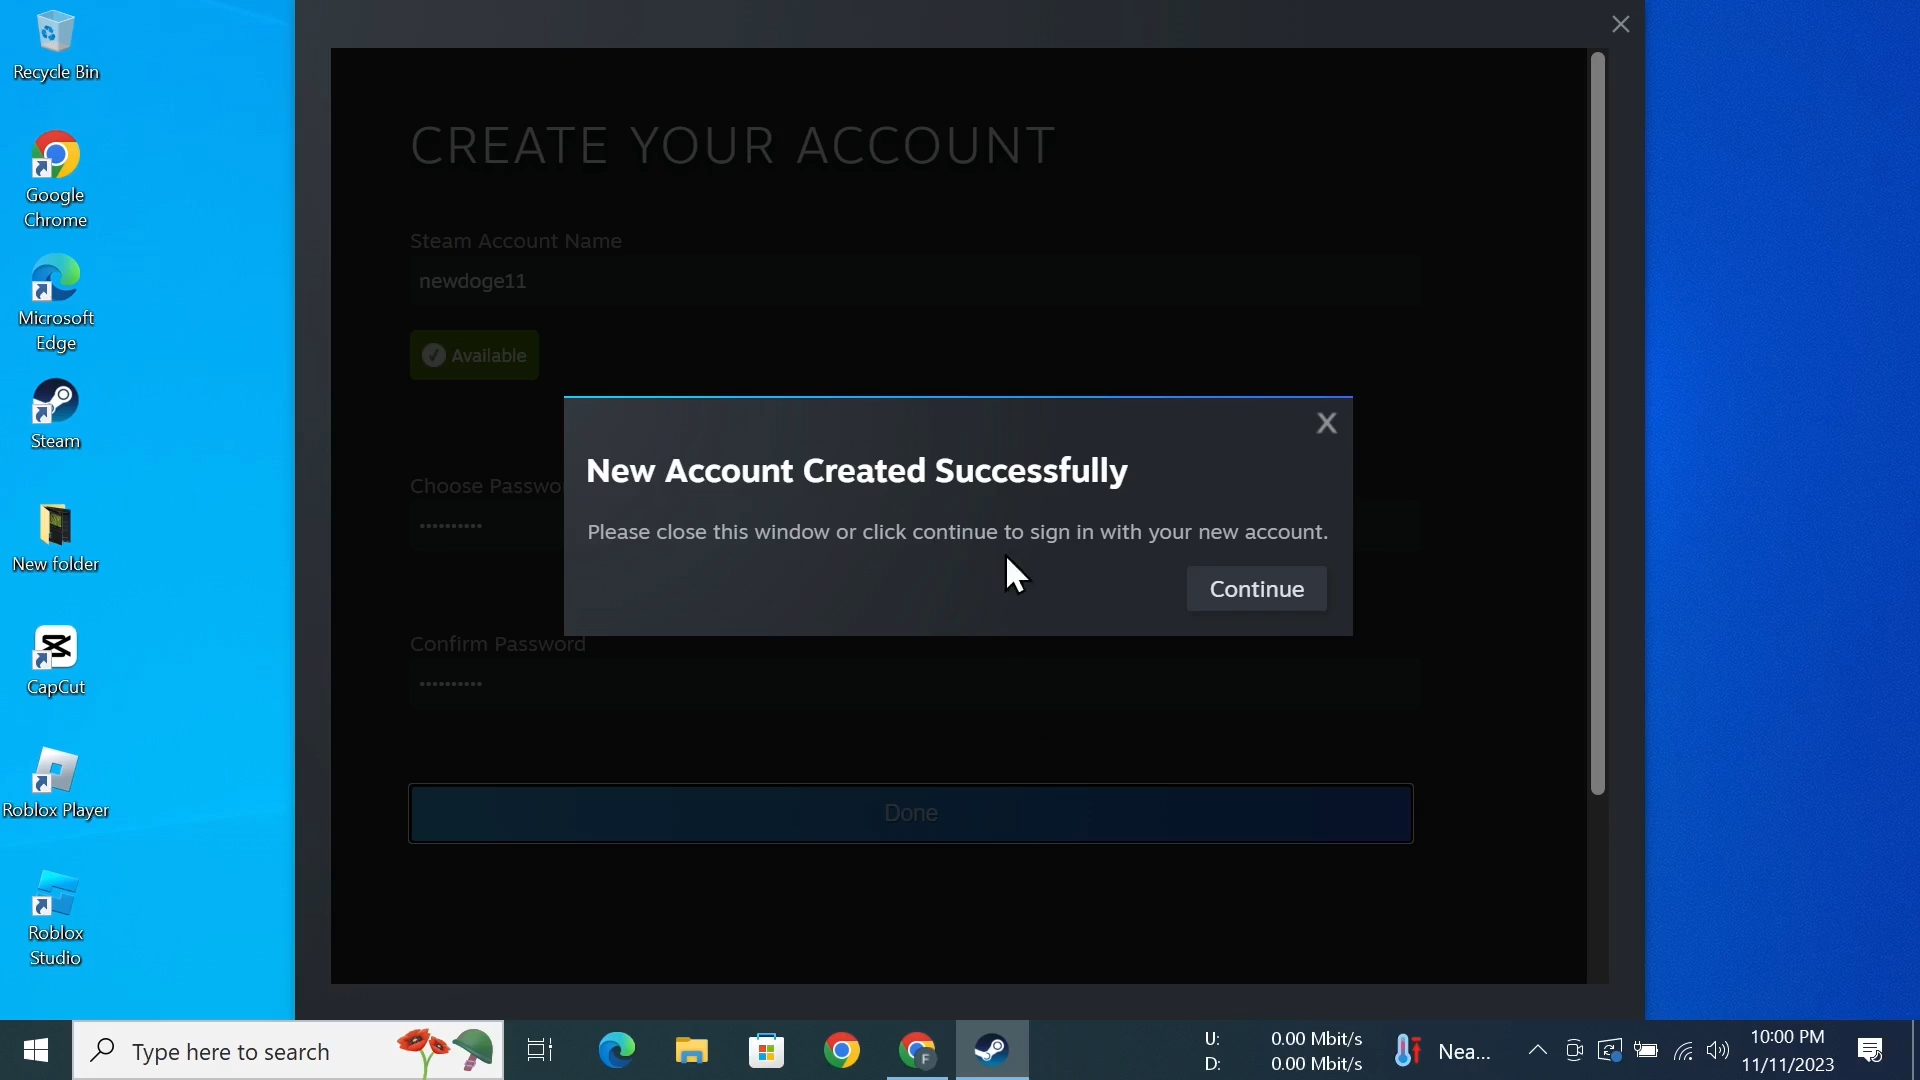 Recycle Bin
Google
Chrome
Microsoft
Edge
Steam
New folder
CapCut
Roblox Player
Roblox
Studio
CREATE YOUR ACCOUNT
Steam Account Name
newdoge11
Available
Choose Passwo
X
New Account Created Successfully
Please close this window or click continue to sign in with your new account.
Continue
Confirm Password
Done
Type here to search
F
U: 0.00 Mbit/s
D: 0.00 Mbit/s
Nea...
10:00 PM
11/11/2023